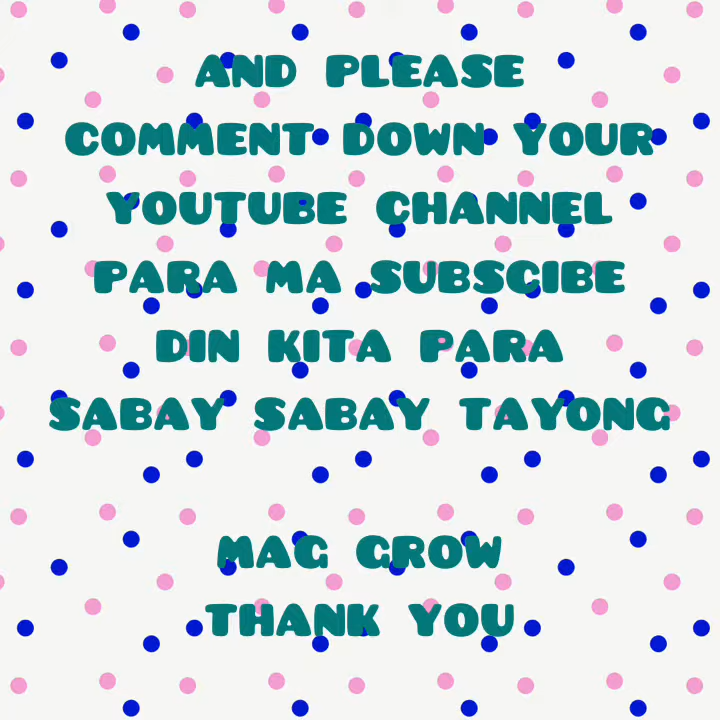 AND PLEASE
COMMENT DOWN YOUR
YOUTUBE CHANNEL
PARA MA SUBSCIBE
DIN KITA PARA
SABAY SABAY TAYONG
MAG GROW
THANK YOU